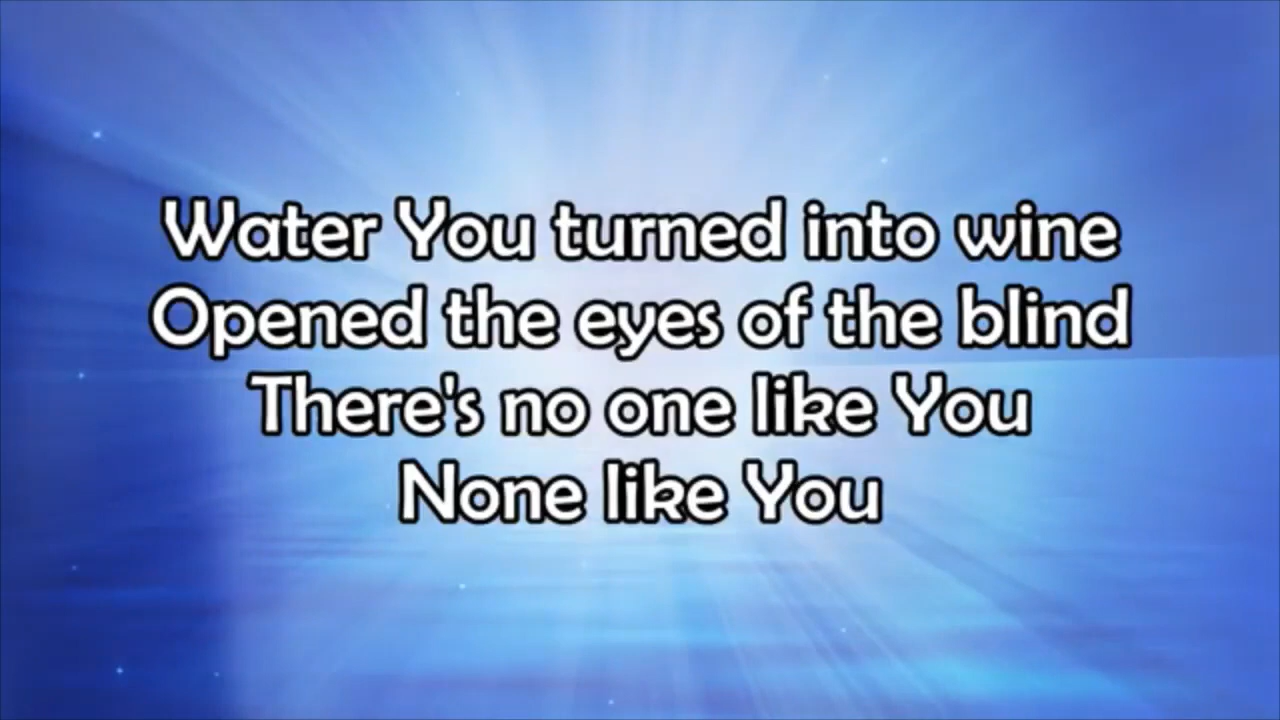 Water You turned into wine
Opened the eyes of the blind
There's no one like You
None like You